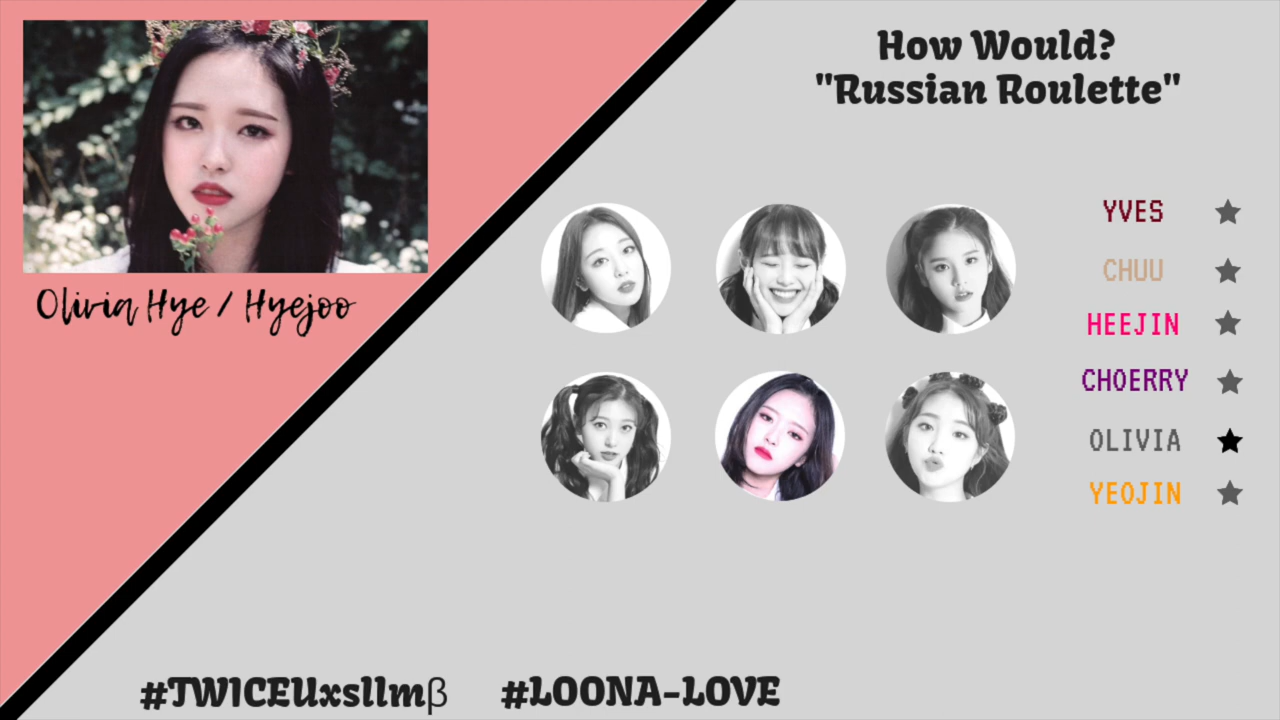 How Would?
"Russian Roulette"
Olivia Hye / Hyejoo
YVES
CHUU
HEEJIN
CHOERRY
OLIVIA
YEOJIN
#TWICEUxsllmβ #LOONA-LOVE